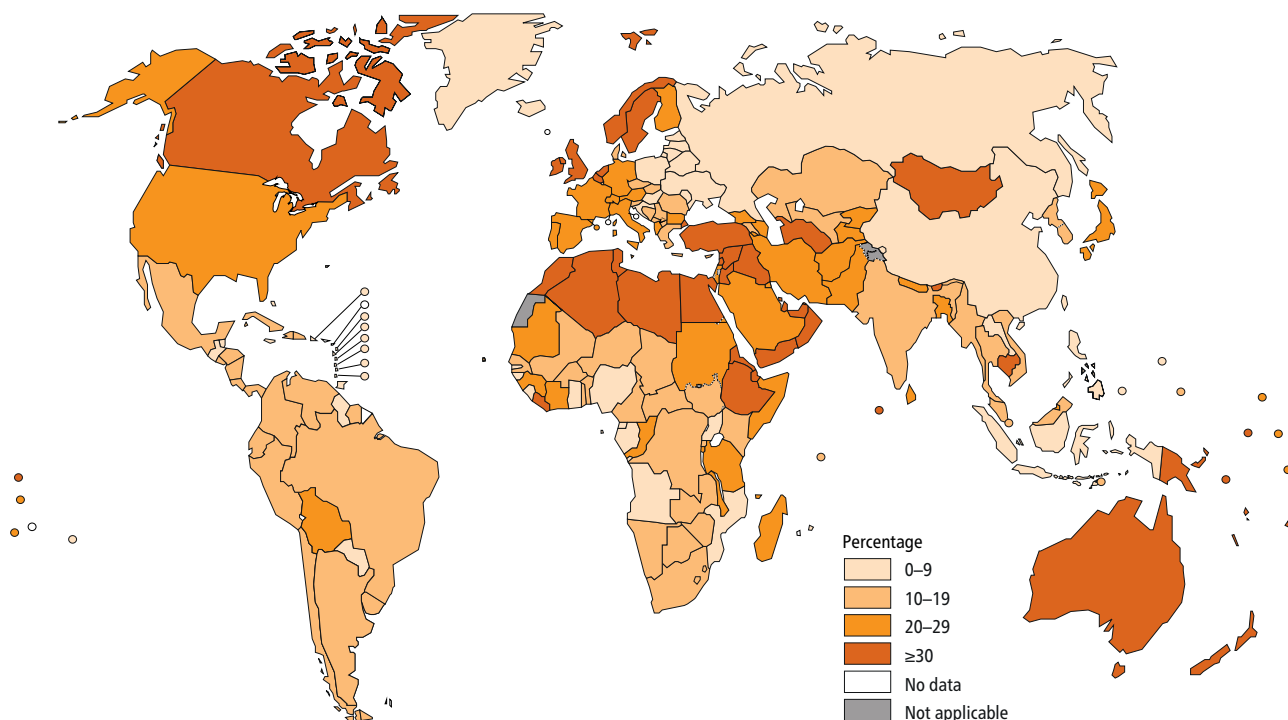 Percentage
0–9
10–19
20–29
≥30
No data
Not applicable